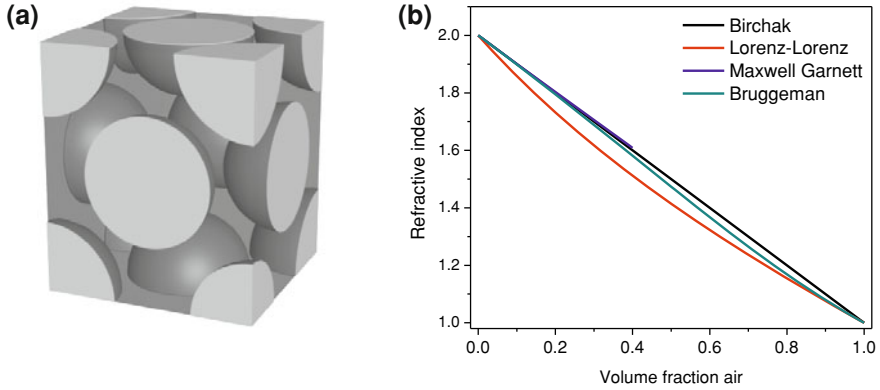 (a)
(b)
Birchak
Lorenz-Lorenz
Maxwell Garnett
Bruggeman
2.0
1.8
1.6
1.4
1.2
1.0
Refractive index
0.0 0.2 0.4 0.6 0.8 1.0
Volume fraction air